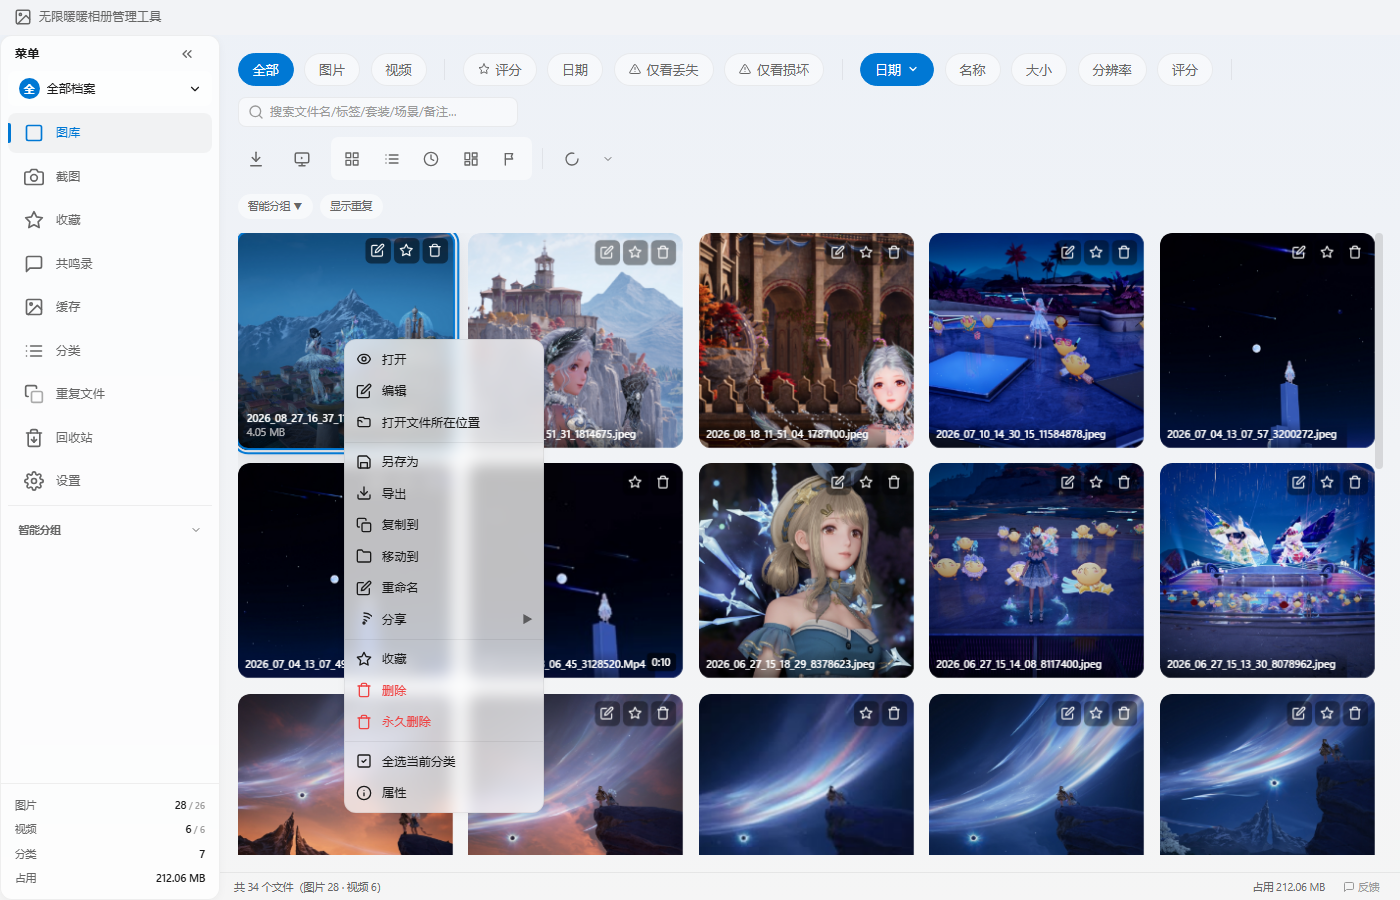 无限暖暖相册管理工具
菜单
全 全部档案
图库
截图
收藏
共鸣录
缓存
分类
重复文件
回收站
设置
智能分组
图片 28 / 26
视频 6 / 6
分类 7
占用 212.06 MB
全部 图片 视频 评分 日期 仅看丢失 仅看损坏 日期 名称 大小 分辨率 评分
搜索文件名/标签/套装/场景/备注...
智能分组▼ 显示重复
2026_08_27_16_37_1
4.05 MB
51_31_1814675.jpeg
2026_08_18_11_51_04_1787100.jpeg
2026_07_10_14_30_15_11584878.jpeg
2026_07_04_13_07_57_3200272.jpeg
2026_07_04_13_07_49
_06_45_3128520.Mp4 0:10
2026_06_27_15_18_29_8378623.jpeg
2026_06_27_15_14_08_8117400.jpeg
2026_06_27_15_13_30_8078962.jpeg
打开
编辑
打开文件所在位置
另存为
导出
复制到
移动到
重命名
分享
收藏
删除
永久删除
全选当前分类
属性
共 34 个文件（图片 28 · 视频 6）
占用 212.06 MB 反馈